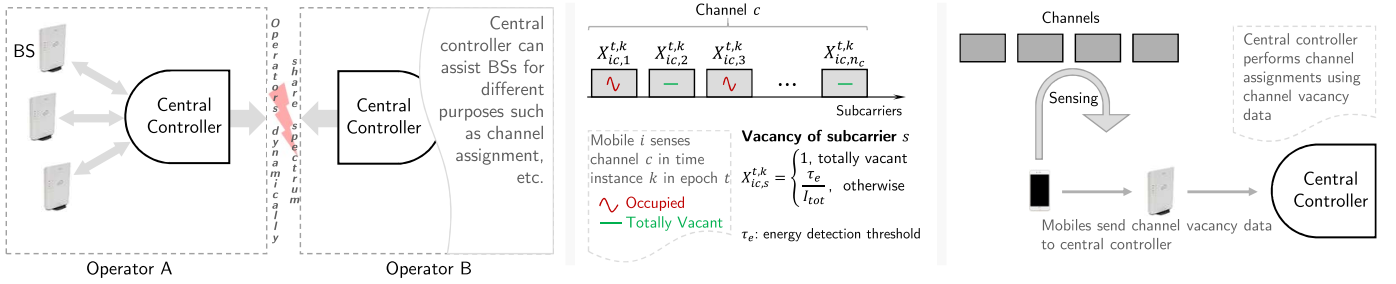 BS
Central
Controller
Operators dynamically
share spectrum
Central
Controller
Central
controller can
assist BSs for
different
purposes such
as channel
assignment,
etc.
Operator A
Operator B
Channel c
X^{t,k}_{ic,1}
X^{t,k}_{ic,2}
X^{t,k}_{ic,3}
X^{t,k}_{ic,n_c}
...
Subcarriers
Mobile i senses
channel c in time
instance k in epoch t
Occupied
Totally Vacant
Vacancy of subcarrier s
X^{t,k}_{ic,s} = { 1, totally vacant
τ_e / I_{tot}, otherwise
τ_e: energy detection threshold
Channels
Sensing
Central controller
performs channel
assignments using
channel vacancy
data
Central
Controller
Mobiles send channel vacancy data
to central controller